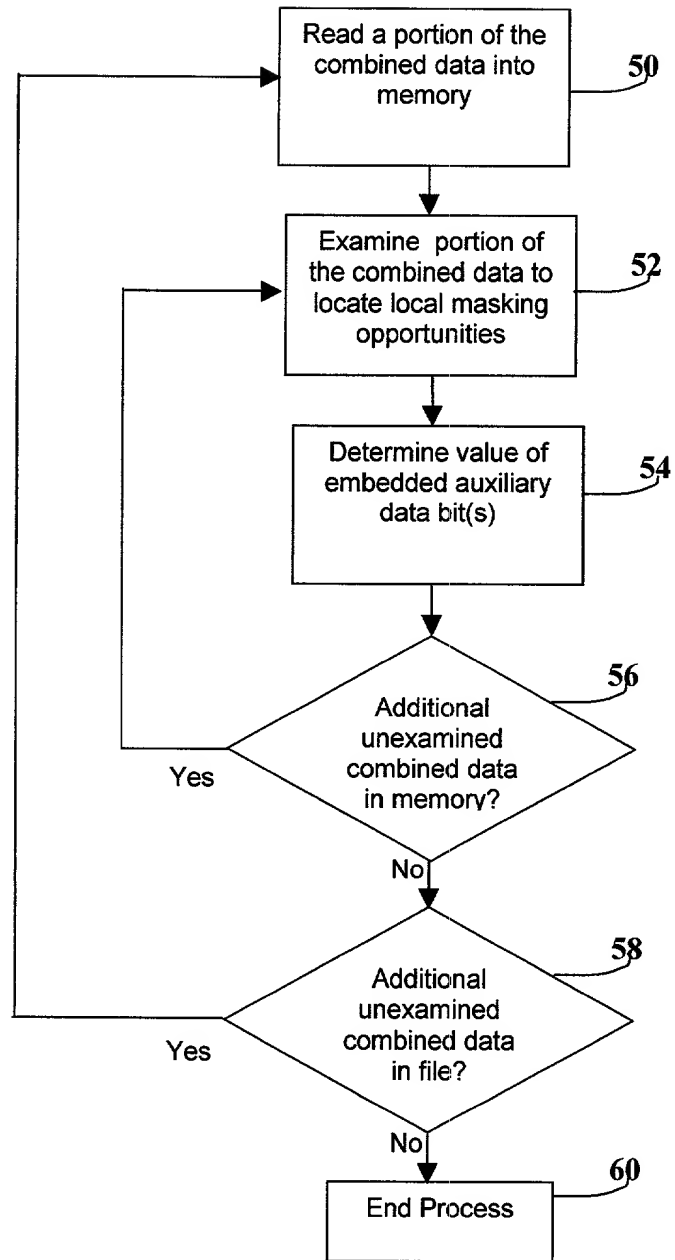 Read a portion of the
combined data into
memory
50
Examine portion of
the combined data to
locate local masking
opportunities
52
Determine value of
embedded auxiliary
data bit(s)
54
56
Additional
unexamined
combined data
in memory?
Yes
No
58
Additional
unexamined
combined data
in file?
Yes
No
60
End Process